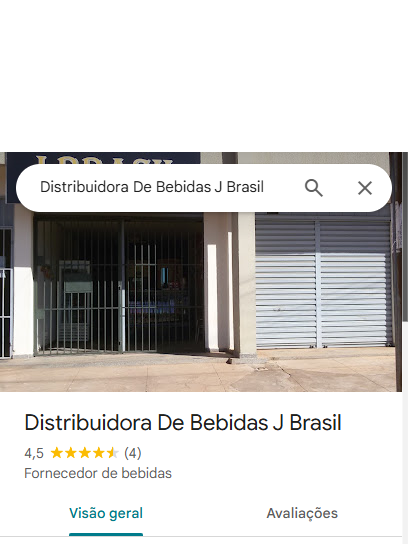 Distribuidora De Bebidas J Brasil
Distribuidora De Bebidas J Brasil
4,5 (4)
Fornecedor de bebidas
Visão geral Avaliações